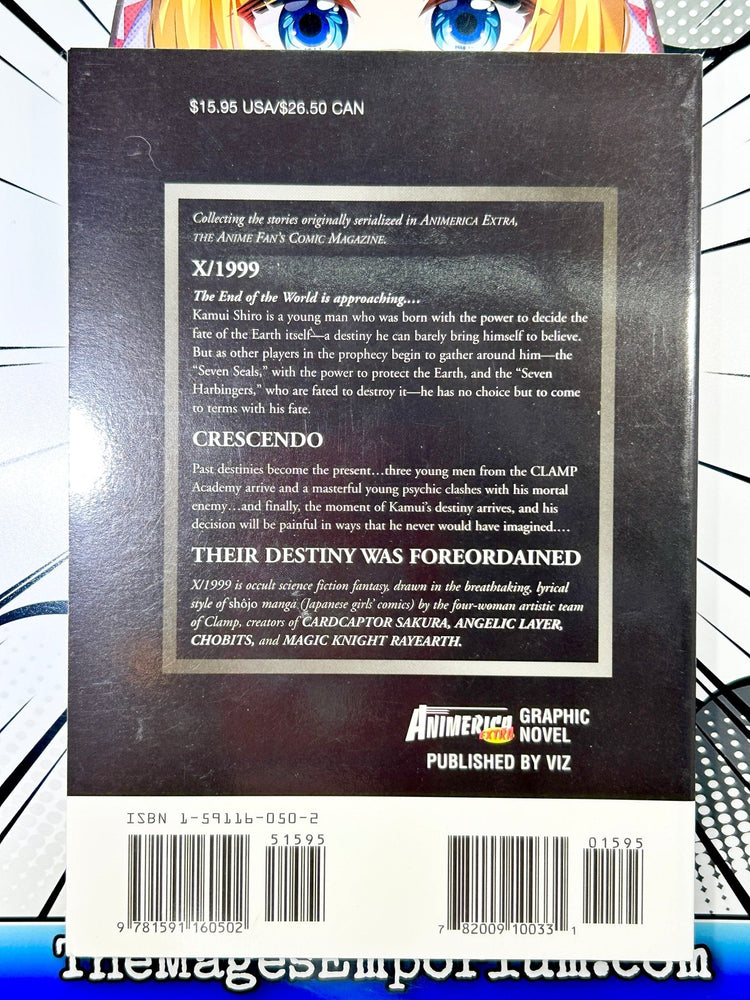 $15.95 USA/$26.50 CAN
Collecting the stories originally serialized in ANIMERICA EXTRA,
THE ANIME FAN'S COMIC MAGAZINE.
X/1999
The End of the World is approaching....
Kamui Shiro is a young man who was born with the power to decide the
fate of the Earth itself—a destiny he can barely bring himself to believe.
But as other players in the prophecy begin to gather around him—the
"Seven Seals," with the power to protect the Earth, and the "Seven
Harbingers," who are fated to destroy it—he has no choice but to come
to terms with his fate.
CRESCENDO
Past destinies become the present...three young men from the CLAMP
Academy arrive and a masterful young psychic clashes with his mortal
enemy...and finally, the moment of Kamui's destiny arrives, and his
decision will be painful in ways that he never would have imagined....
THEIR DESTINY WAS FOREORDAINED
X/1999 is occult science fiction fantasy, drawn in the breathtaking, lyrical
style of shôjo manga (Japanese girls' comics) by the four-woman artistic team
of Clamp, creators of CARDCAPTOR SAKURA, ANGELIC LAYER,
CHOBITS, and MAGIC KNIGHT RAYEARTH.
ANIMERICA EXTRA GRAPHIC NOVEL
PUBLISHED BY VIZ
ISBN 1-59116-050-2
51595
01595
9 781591 160502
7 82009 10033 1
TheMagesEmporium.com